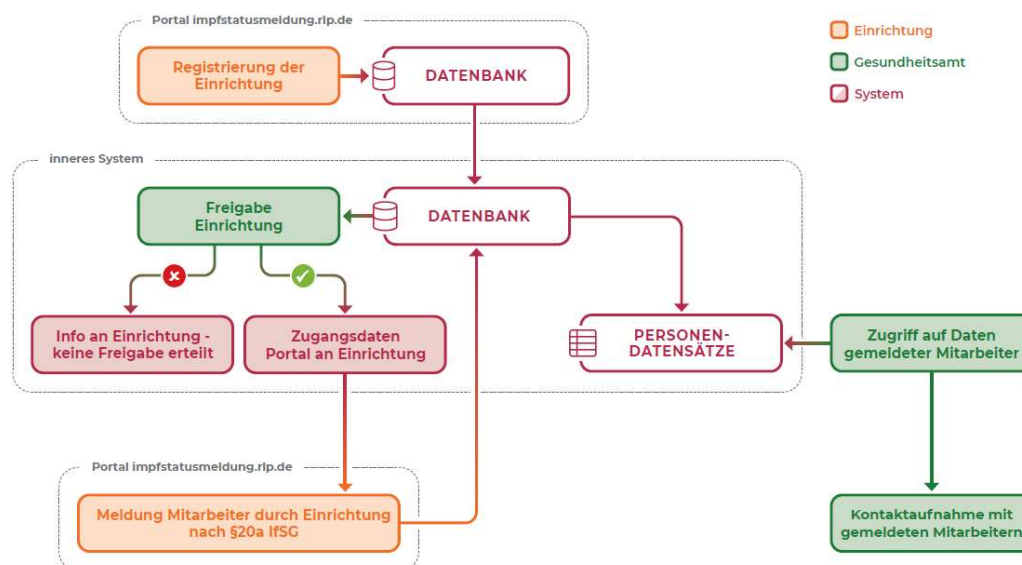 Portal impfstatusmeldung.rlp.de
Registrierung der
Einrichtung
DATENBANK
Einrichtung
Gesundheitsamt
System
inneres System
Freigabe
Einrichtung
DATENBANK
Info an Einrichtung -
keine Freigabe erteilt
Zugangsdaten
Portal an Einrichtung
PERSONEN-
DATENSÄTZE
Zugriff auf Daten
gemeldeter Mitarbeiter
Portal impfstatusmeldung.rlp.de
Meldung Mitarbeiter durch Einrichtung
nach §20a IfSG
Kontaktaufnahme mit
gemeldeten Mitarbeitern